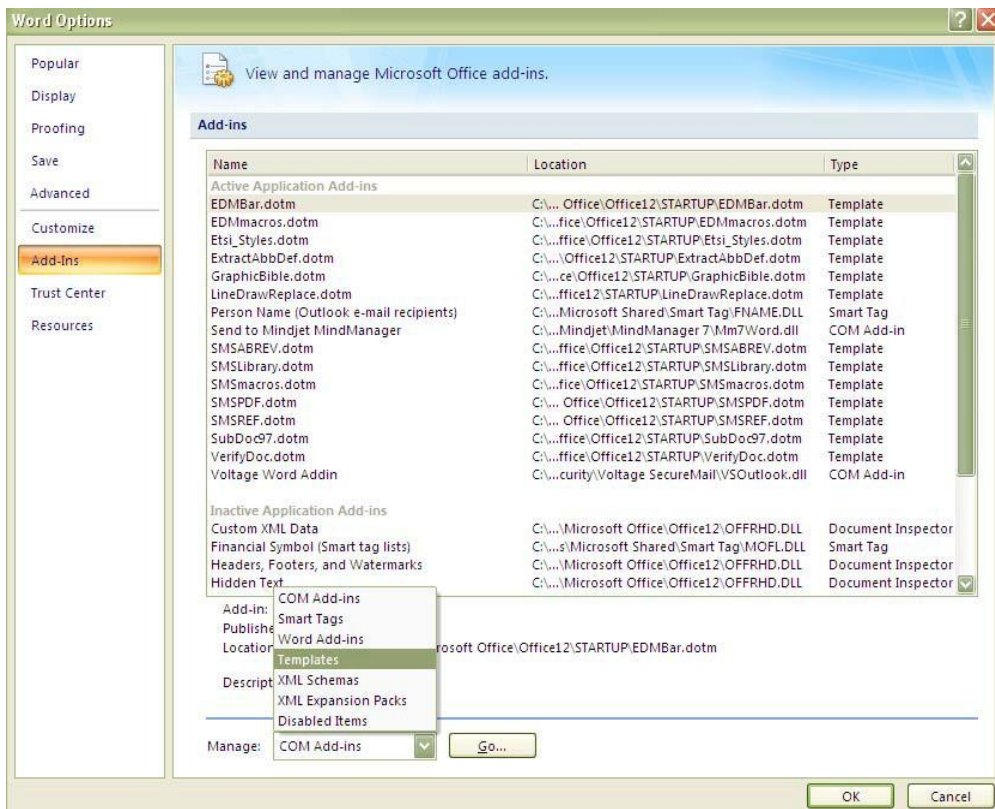 Word Options
Popular
Display
Proofing
Save
Advanced
Customize
Add-Ins
Trust Center
Resources
View and manage Microsoft Office add-ins.
Add-ins
Name Location Type
Active Application Add-ins
EDMBar.dotm C:\... Office\Office12\STARTUP\EDMBar.dotm Template
EDMmacros.dotm C:\...fice\Office12\STARTUP\EDMmacros.dotm Template
Etsi_Styles.dotm C:\...ffice\Office12\STARTUP\Etsi_Styles.dotm Template
ExtractAbbDef.dotm C:\...\Office12\STARTUP\ExtractAbbDef.dotm Template
GraphicBible.dotm C:\...ce\Office12\STARTUP\GraphicBible.dotm Template
LineDrawReplace.dotm C:\...ffice12\STARTUP\LineDrawReplace.dotm Template
Person Name (Outlook e-mail recipients) C:\...Microsoft Shared\Smart Tag\FNAME.DLL Smart Tag
Send to Mindjet MindManager C:\...Mindjet\MindManager 7\Mm7Word.dll COM Add-in
SMSABREV.dotm C:\...ffice\Office12\STARTUP\SMSABREV.dotm Template
SMSLibrary.dotm C:\...ffice\Office12\STARTUP\SMSLibrary.dotm Template
SMSmacros.dotm C:\...fice\Office12\STARTUP\SMSmacros.dotm Template
SMSPDF.dotm C:\... Office\Office12\STARTUP\SMSPDF.dotm Template
SMSREF.dotm C:\... Office\Office12\STARTUP\SMSREF.dotm Template
SubDoc97.dotm C:\...ffice\Office12\STARTUP\SubDoc97.dotm Template
VerifyDoc.dotm C:\...ffice\Office12\STARTUP\VerifyDoc.dotm Template
Voltage Word Addin C:\...curity\Voltage SecureMail\VSOutlook.dll COM Add-in
Inactive Application Add-ins
Custom XML Data C:\...\Microsoft Office\Office12\OFFRHD.DLL Document Inspector
Financial Symbol (Smart tag lists) C:\...s\Microsoft Shared\Smart Tag\MOFL.DLL Smart Tag
Headers, Footers, and Watermarks C:\...\Microsoft Office\Office12\OFFRHD.DLL Document Inspector
Hidden Text C:\...\Microsoft Office\Office12\OFFRHD.DLL Document Inspector
Add-in:
Publishe
Location rosoft Office\Office12\STARTUP\EDMBar.dotm
Descript
COM Add-ins
Smart Tags
Word Add-ins
Templates
XML Schemas
XML Expansion Packs
Disabled Items
Manage: COM Add-ins Go...
OK Cancel